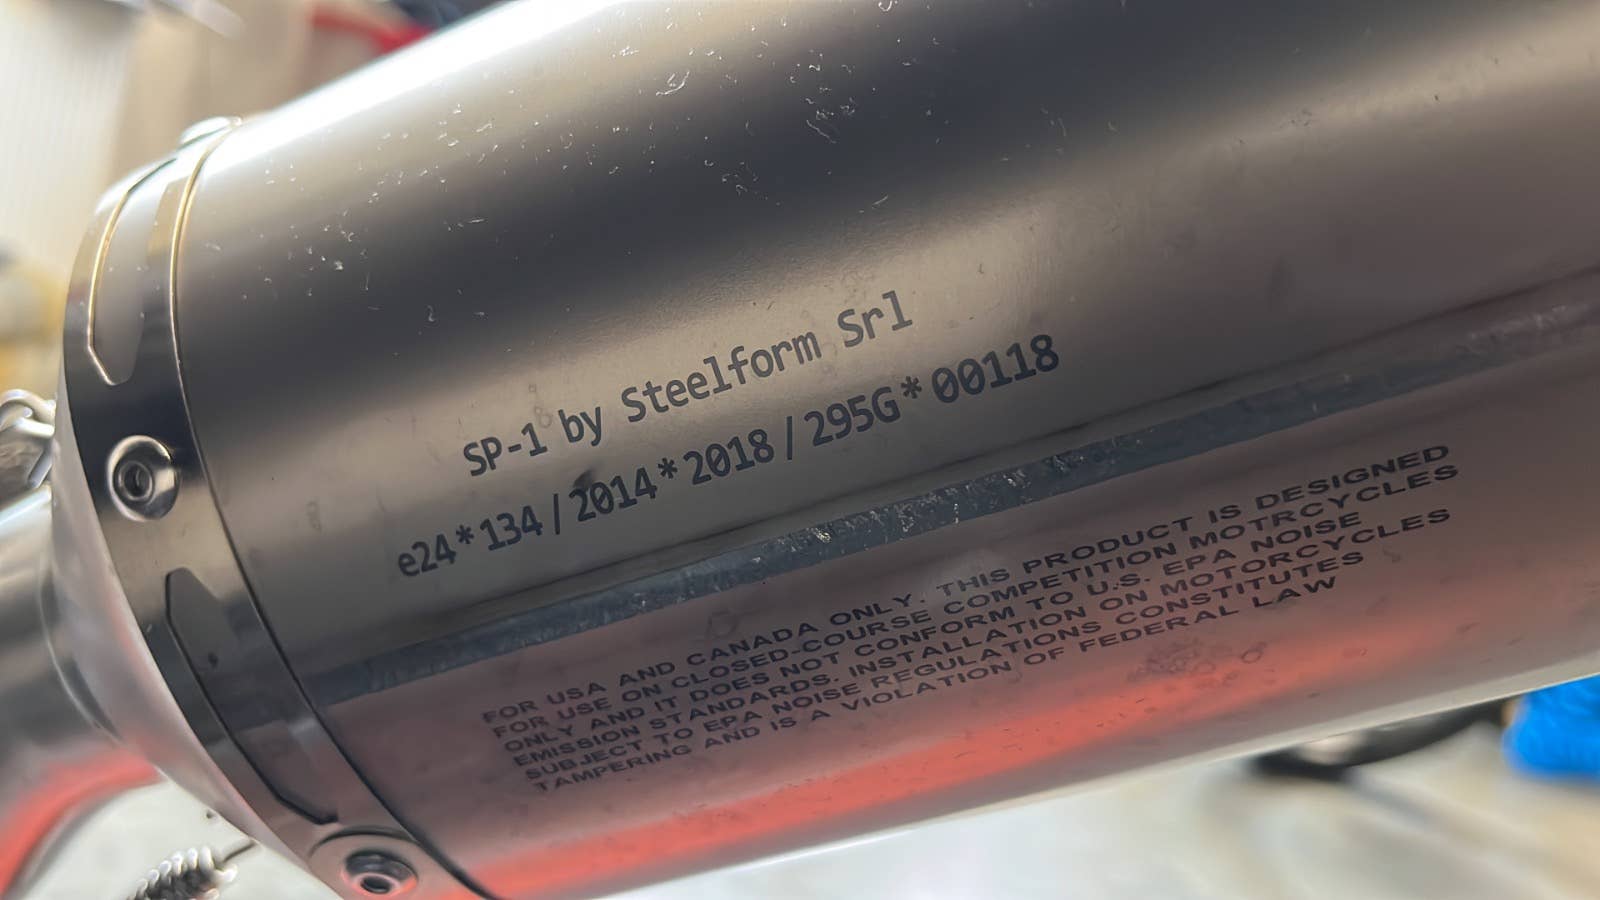 SP-1 by Steelform Srl
e24*134/2014*2018/295G*00118
FOR USA AND CANADA ONLY. THIS PRODUCT IS DESIGNED
FOR USE ON CLOSED-COURSE COMPETITION MOTRCYCLES
ONLY AND IT DOES NOT CONFORM TO U.S. EPA NOISE
EMISSION STANDARDS. INSTALLATION ON MOTORCYCLES
SUBJECT TO EPA NOISE REGULATIONS CONSTITUTES
TAMPERING AND IS A VIOLATION OF FEDERAL LAW